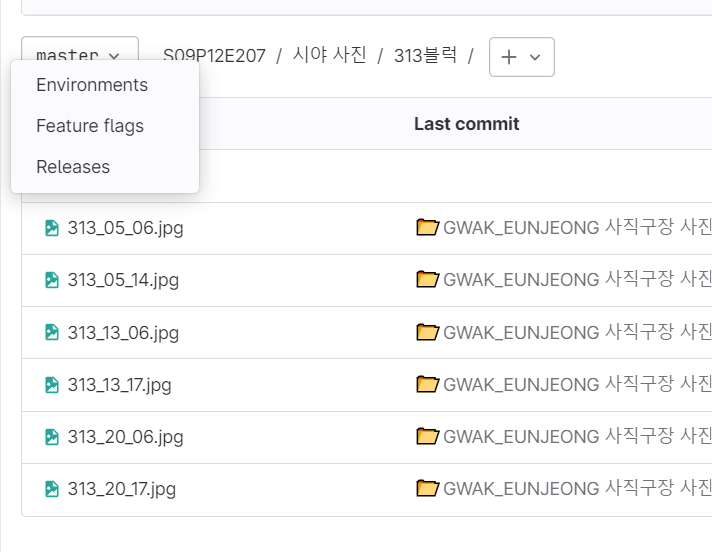 master
S09P12E207 / 시야 사진 / 313블럭 /
Environments
Feature flags
Releases
Last commit
313_05_06.jpg GWAK_EUNJEONG 사직구장 사진
313_05_14.jpg GWAK_EUNJEONG 사직구장 사진
313_13_06.jpg GWAK_EUNJEONG 사직구장 사진
313_13_17.jpg GWAK_EUNJEONG 사직구장 사진
313_20_06.jpg GWAK_EUNJEONG 사직구장 사진
313_20_17.jpg GWAK_EUNJEONG 사직구장 사진